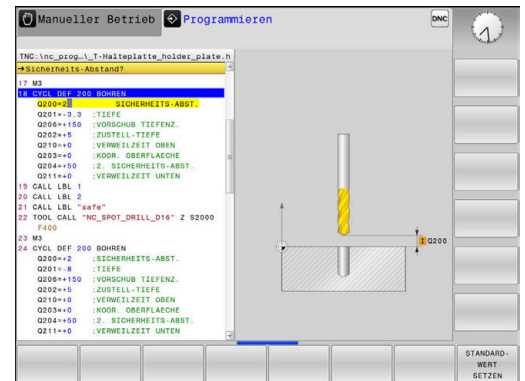 Manueller Betrieb
Programmieren
DNC
TNC:\nc_prog…\_T-Halteplatte_holder_plate.h
→Sicherheits-Abstand?
17 M3
18 CYCL DEF 200 BOHREN
Q200=2 SICHERHEITS-ABST.
Q201=-3.3 ;TIEFE
Q206=+150 ;VORSCHUB TIEFENZ.
Q202=+5 ;ZUSTELL-TIEFE
Q210=+0 ;VERWEILZEIT OBEN
Q203=+0 ;KOOR. OBERFLAECHE
Q204=+50 ;2. SICHERHEITS-ABST.
Q211=+0 ;VERWEILZEIT UNTEN
19 CALL LBL 1
20 CALL LBL 2
21 CALL LBL "safe"
22 TOOL CALL "NC_SPOT_DRILL_D16" Z S2000
F400
23 M3
24 CYCL DEF 200 BOHREN
Q200=+2 ;SICHERHEITS-ABST.
Q201=-8 ;TIEFE
Q206=+150 ;VORSCHUB TIEFENZ.
Q202=+5 ;ZUSTELL-TIEFE
Q210=+0 ;VERWEILZEIT OBEN
Q203=+0 ;KOOR. OBERFLAECHE
Q204=+50 ;2. SICHERHEITS-ABST.
Q211=+0 ;VERWEILZEIT UNTEN
Q200
STANDARD-
WERT
SETZEN